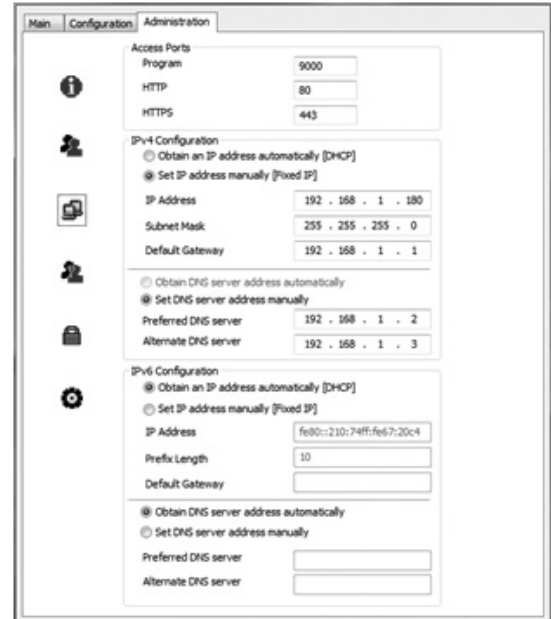 Main Configuration Administration
Access Ports
Program 9000
HTTP 80
HTTPS 443
IPv4 Configuration
Obtain an IP address automatically [DHCP]
Set IP address manually [Fixed IP]
IP Address 192 . 168 . 1 . 180
Subnet Mask 255 . 255 . 255 . 0
Default Gateway 192 . 168 . 1 . 1
Obtain DNS server address automatically
Set DNS server address manually
Preferred DNS server 192 . 168 . 1 . 2
Alternate DNS server 192 . 168 . 1 . 3
IPv6 Configuration
Obtain an IP address automatically [DHCP]
Set IP address manually [Fixed IP]
IP Address fe80::210:74ff:fe67:20c4
Prefix Length 10
Default Gateway
Obtain DNS server address automatically
Set DNS server address manually
Preferred DNS server
Alternate DNS server